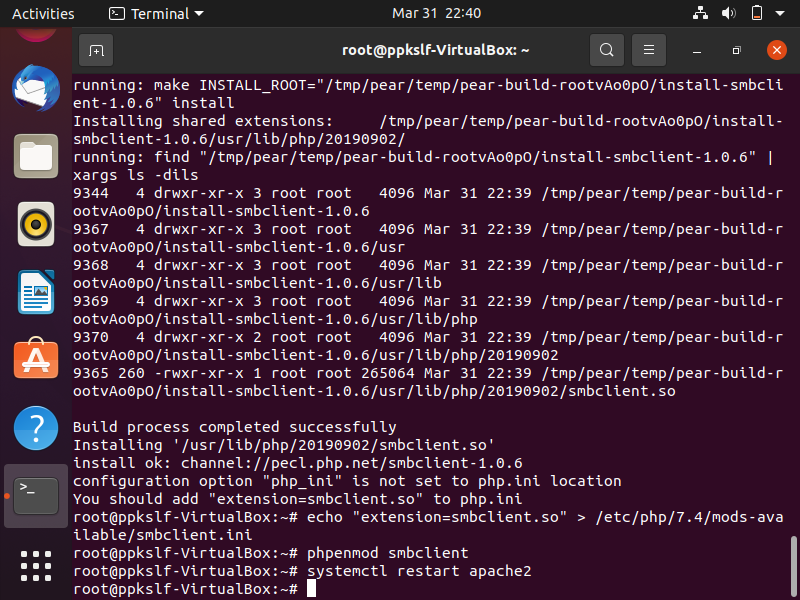 Activities Terminal Mar 31 22:40
root@ppkslf-VirtualBox: ~
running: make INSTALL_ROOT="/tmp/pear/temp/pear-build-rootvAo0pO/install-smbcli
ent-1.0.6" install
Installing shared extensions:     /tmp/pear/temp/pear-build-rootvAo0pO/install-
smbclient-1.0.6/usr/lib/php/20190902/
running: find "/tmp/pear/temp/pear-build-rootvAo0pO/install-smbclient-1.0.6" |
xargs ls -dils
9344   4 drwxr-xr-x 3 root root   4096 Mar 31 22:39 /tmp/pear/temp/pear-build-r
ootvAo0pO/install-smbclient-1.0.6
9367   4 drwxr-xr-x 3 root root   4096 Mar 31 22:39 /tmp/pear/temp/pear-build-r
ootvAo0pO/install-smbclient-1.0.6/usr
9368   4 drwxr-xr-x 3 root root   4096 Mar 31 22:39 /tmp/pear/temp/pear-build-r
ootvAo0pO/install-smbclient-1.0.6/usr/lib
9369   4 drwxr-xr-x 3 root root   4096 Mar 31 22:39 /tmp/pear/temp/pear-build-r
ootvAo0pO/install-smbclient-1.0.6/usr/lib/php
9370   4 drwxr-xr-x 2 root root   4096 Mar 31 22:39 /tmp/pear/temp/pear-build-r
ootvAo0pO/install-smbclient-1.0.6/usr/lib/php/20190902
9365 260 -rwxr-xr-x 1 root root 265064 Mar 31 22:39 /tmp/pear/temp/pear-build-r
ootvAo0pO/install-smbclient-1.0.6/usr/lib/php/20190902/smbclient.so
Build process completed successfully
Installing '/usr/lib/php/20190902/smbclient.so'
install ok: channel://pecl.php.net/smbclient-1.0.6
configuration option "php_ini" is not set to php.ini location
You should add "extension=smbclient.so" to php.ini
root@ppkslf-VirtualBox:~# echo "extension=smbclient.so" > /etc/php/7.4/mods-ava
ilable/smbclient.ini
root@ppkslf-VirtualBox:~# phpenmod smbclient
root@ppkslf-VirtualBox:~# systemctl restart apache2
root@ppkslf-VirtualBox:~#